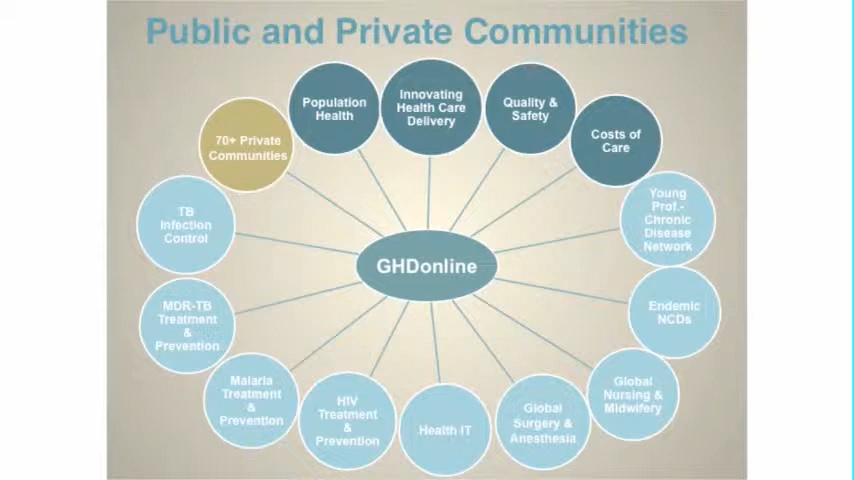 Public and Private Communities
Population
Health
Innovating
Health Care
Delivery
Quality &
Safety
Costs of
Care
70+ Private
Communities
Young
Prof.-
Chronic
Disease
Network
TB
Infection
Control
GHDonline
Endemic
NCDs
MDR-TB
Treatment
&
Prevention
Global
Nursing &
Midwifery
Malaria
Treatment
&
Prevention
HIV
Treatment
&
Prevention
Health IT
Global
Surgery &
Anesthesia